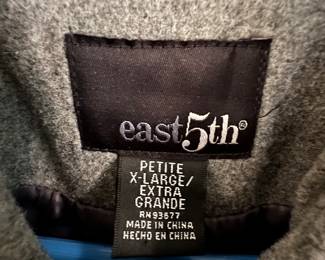 east5th®
PETITE
X-LARGE/
EXTRA
GRANDE
RN93677
MADE IN CHINA
HECHO EN CHINA